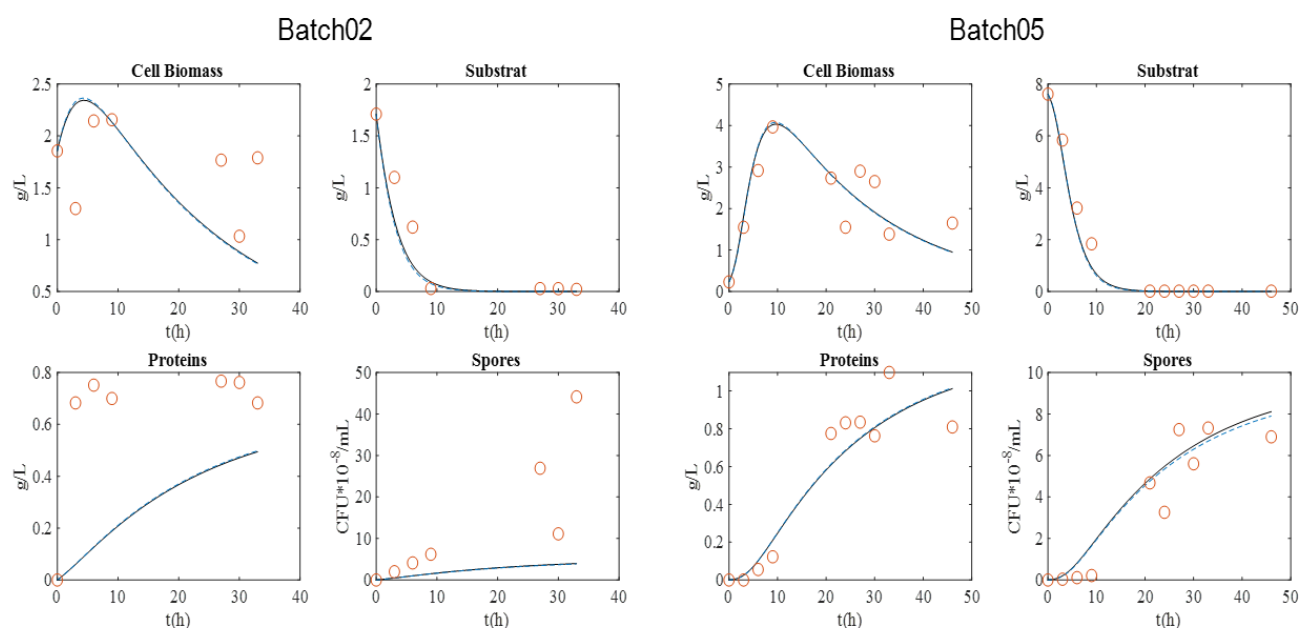 Batch02
Batch05
Cell Biomass
2.5
2
1.5
1
0.5
g/L
0 10 20 30 40
t(h)
Substrat
2
1.5
1
0.5
0
g/L
0 10 20 30 40
t(h)
Cell Biomass
5
4
3
2
1
0
g/L
0 10 20 30 40 50
t(h)
Substrat
8
6
4
2
0
g/L
0 10 20 30 40 50
t(h)
Proteins
0.8
0.6
0.4
0.2
0
g/L
0 10 20 30 40
t(h)
Spores
50
40
30
20
10
0
CFU*10^-8/mL
0 10 20 30 40
t(h)
Proteins
1
0.8
0.6
0.4
0.2
0
g/L
0 10 20 30 40 50
t(h)
Spores
10
8
6
4
2
0
CFU*10^-8/mL
0 10 20 30 40 50
t(h)